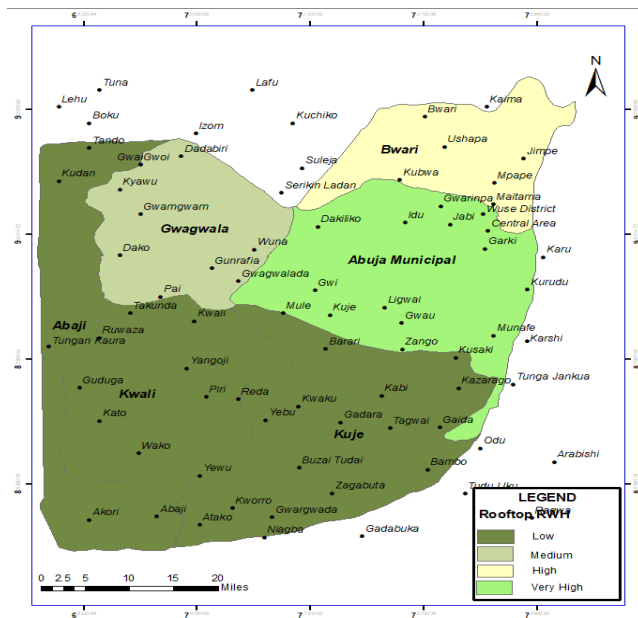 N
Tuna
Lafu
Lehu
Kaima
Boku
Kuchiko
Bwari
Izom
Tando
Ushapa
GwaiGwoi
Dadabiri
Bwari
Jimpe
Suleja
Kudan
Kubwa
Mpape
Kyawu
Serikin Ladan
Maitama
Gwarinpa
Wuse District
Gwamgwam
Idu
Jabi
Dakiliko
Central Area
Gwagwala
Garki
Wuna
Dako
Abuja Municipal
Karu
Gunrafia
Gwagwalada
Kurudu
Gwi
Pai
Takunda
Ligwai
Kwali
Mule
Kuje
Gwau
Abaji
Ruwaza
Munafe
Karshi
Tungan Kaura
Barari
Zango
Kusaki
Yangoji
Guduga
Kwali
Piri
Reda
Kabi
Kazarago
Tunga Jankua
Kwaku
Kato
Yebu
Gadara
Tagwai
Gaida
Kuje
Wako
Odu
Yewu
Buzai Tudai
Bambo
Arabishi
Zagabuta
Tudu Uku
Kworro
Akori
Abaji
Atako
Gwargwada
Niagba
Gadabuka
LEGEND
Rooftop RWH
Low
Medium
High
Very High
0 2.5 5 10 15 20
Miles